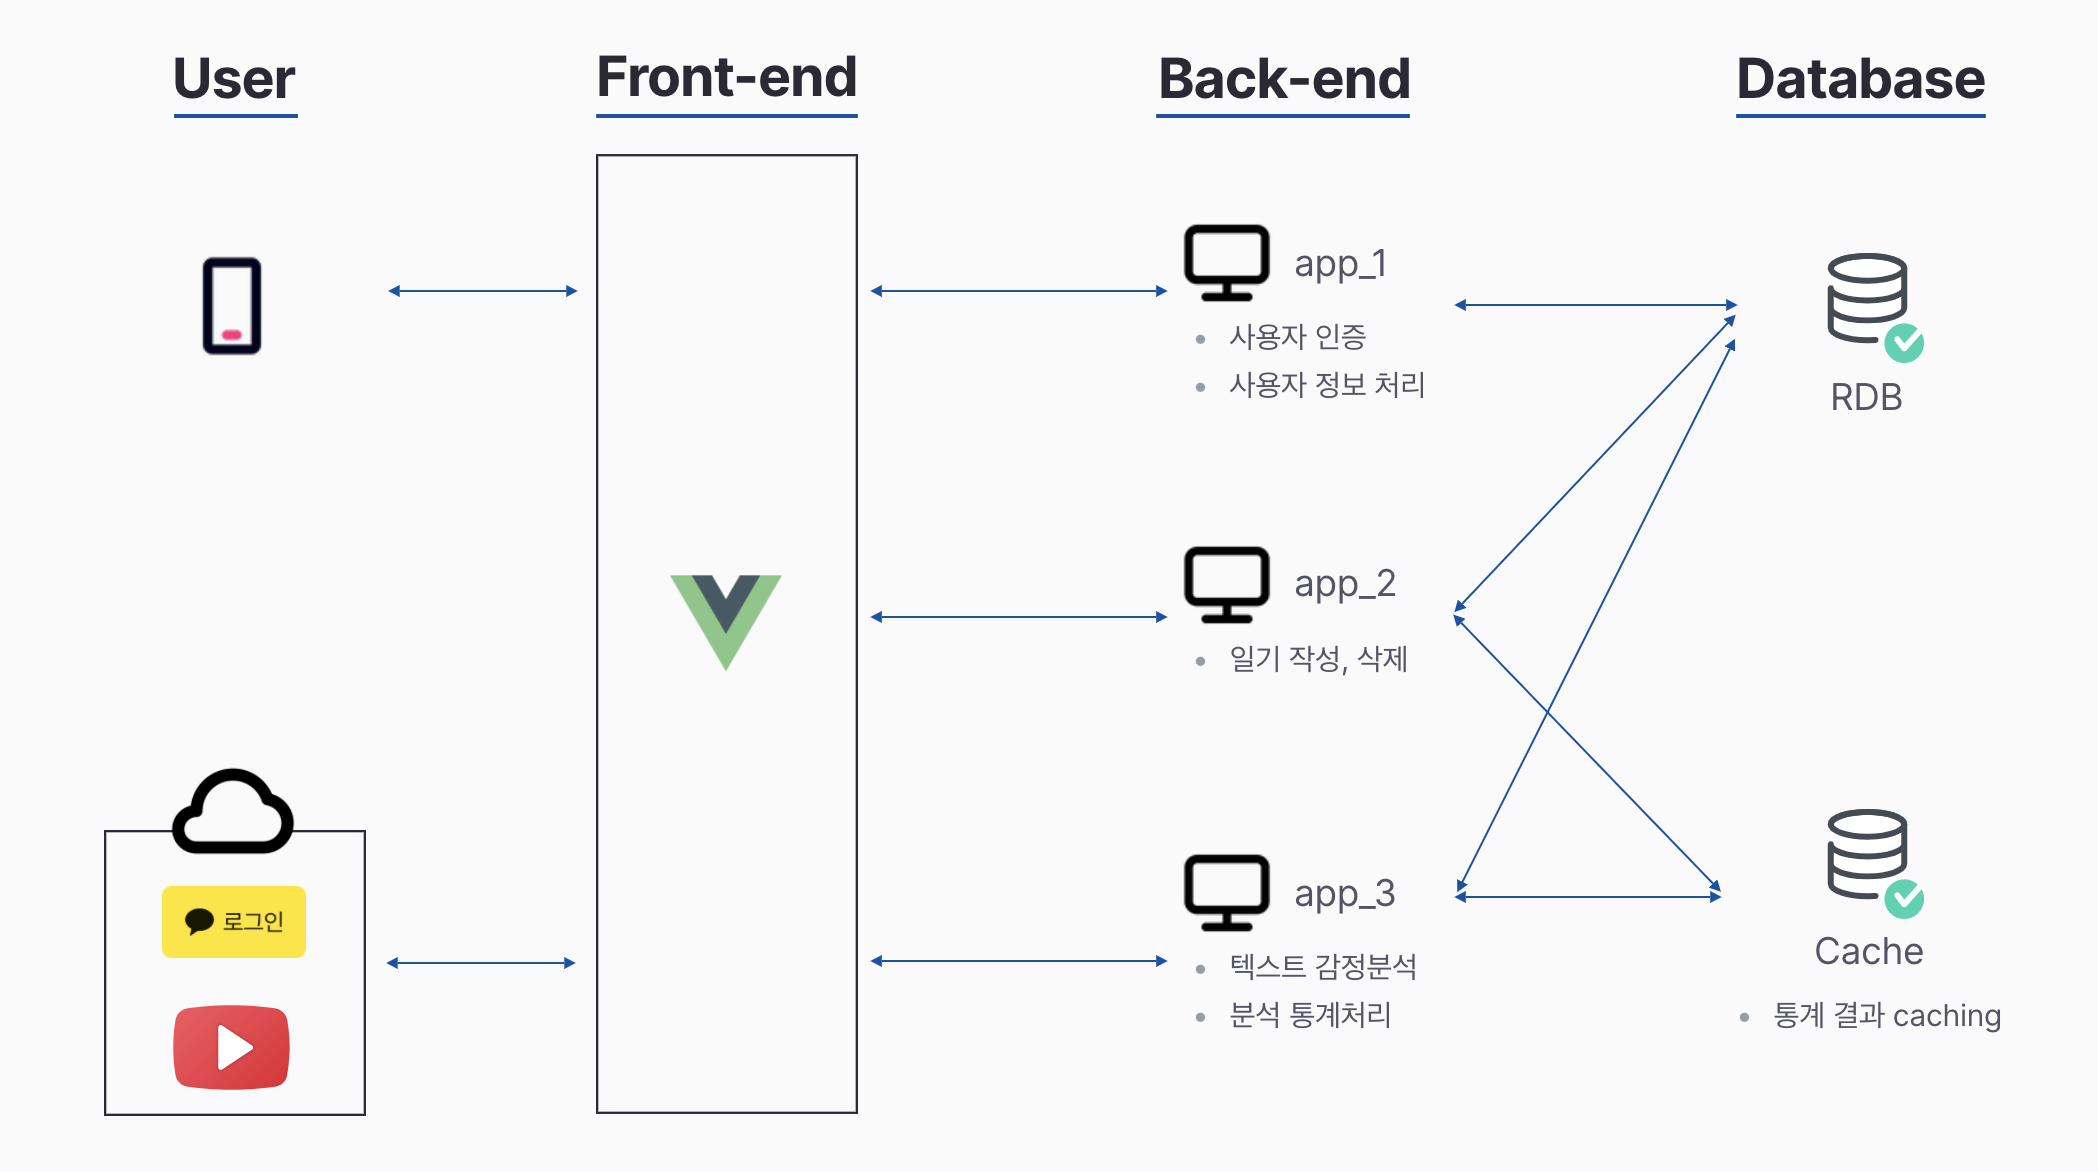 User
Front-end
Back-end
Database
app_1
• 사용자 인증
• 사용자 정보 처리
RDB
app_2
• 일기 작성, 삭제
로그인
app_3
• 텍스트 감정분석
• 분석 통계처리
Cache
• 통계 결과 caching